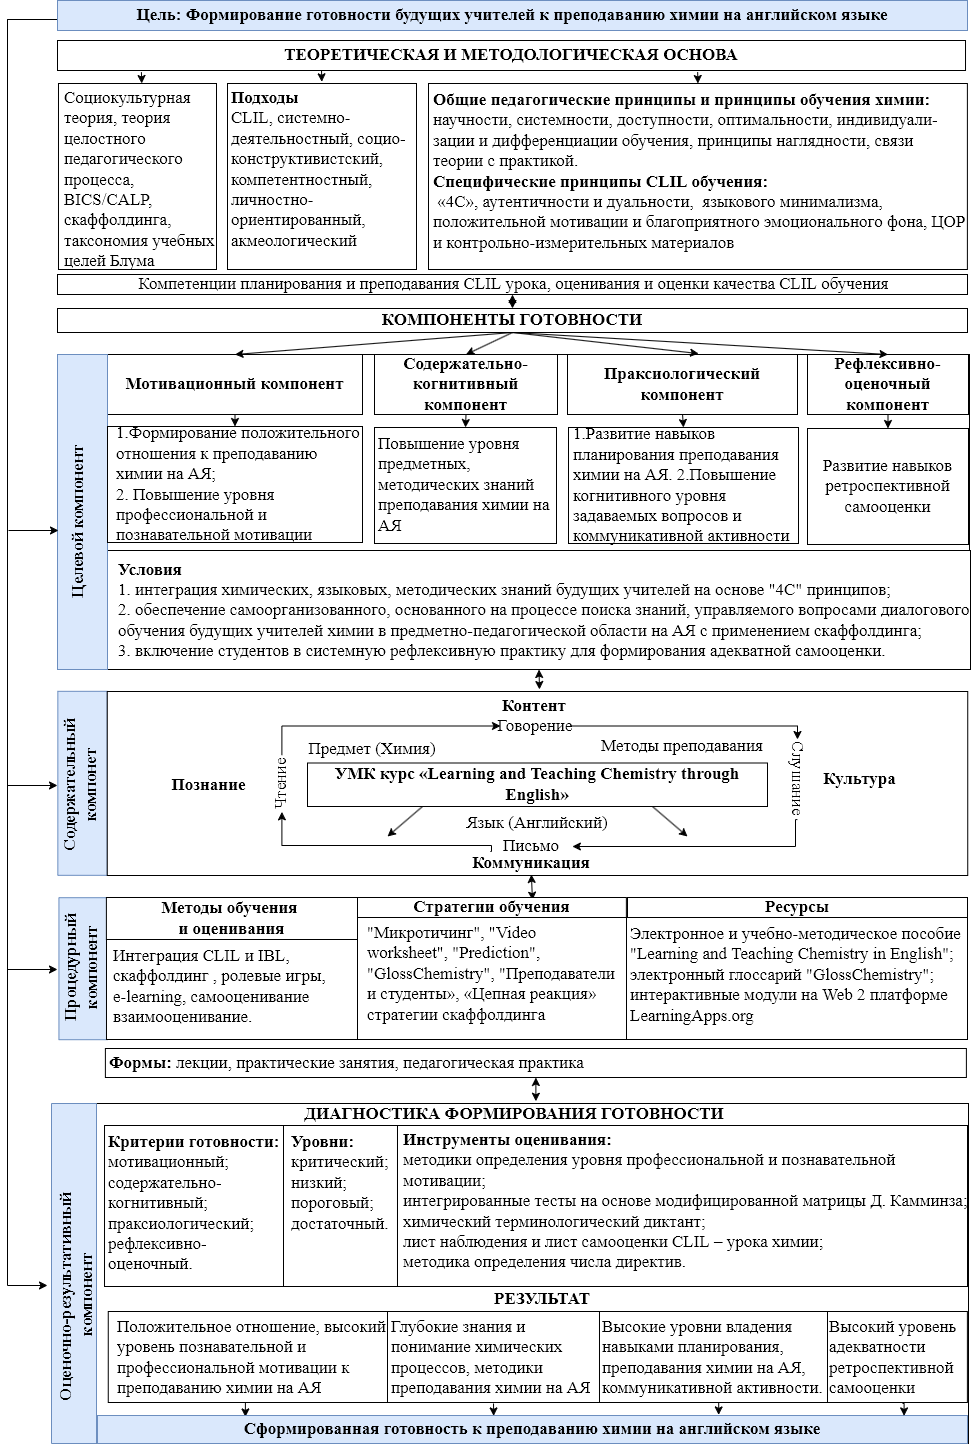 Цель: Формирование готовности будущих учителей к преподаванию химии на английском языке
ТЕОРЕТИЧЕСКАЯ И МЕТОДОЛОГИЧЕСКАЯ ОСНОВА
Социокультурная
теория, теория
целостного
педагогического
процесса,
BICS/CALP,
скаффолдинга,
таксономия учебных
целей Блума
Подходы
CLIL, системно-
деятельностный, социо-
конструктивистский,
компетентностный,
личностно-
ориентированный,
акмеологический
Общие педагогические принципы и принципы обучения химии:
научности, системности, доступности, оптимальности, индивидуали-
зации и дифференциации обучения, принципы наглядности, связи
теории с практикой.
Специфические принципы CLIL обучения:
«4С», аутентичности и дуальности, языкового минимализма,
положительной мотивации и благоприятного эмоционального фона, ЦОР
и контрольно-измерительных материалов
Компетенции планирования и преподавания CLIL урока, оценивания и оценки качества CLIL обучения
КОМПОНЕНТЫ ГОТОВНОСТИ
Целевой компонент
Мотивационный компонент
Содержательно-
когнитивный
компонент
Праксиологический
компонент
Рефлексивно-
оценочный
компонент
1.Формирование положительного
отношения к преподаванию
химии на АЯ;
2. Повышение уровня
профессиональной и
познавательной мотивации
Повышение уровня
предметных,
методических знаний
преподавания химии на
АЯ
1.Развитие навыков
планирования преподавания
химии на АЯ. 2.Повышение
когнитивного уровня
задаваемых вопросов и
коммуникативной активности
Развитие навыков
ретроспективной
самооценки
Условия
1. интеграция химических, языковых, методических знаний будущих учителей на основе "4С" принципов;
2. обеспечение самоорганизованного, основанного на процессе поиска знаний, управляемого вопросами диалогового
обучения будущих учителей химии в предметно-педагогической области на АЯ с применением скаффолдинга;
3. включение студентов в системную рефлексивную практику для формирования адекватной самооценки.
Содержательный
компонет
Контент
Говорение
Предмет (Химия)
Методы преподавания
Познание
Чтение
УМК курс «Learning and Teaching Chemistry through
English»
Слушание
Культура
Язык (Английский)
Письмо
Коммуникация
Процедурный
компонент
Методы обучения
и оценивания
Интеграция CLIL и IBL,
скаффолдинг , ролевые игры,
e-learning, самооценивание
взаимооценивание.
Стратегии обучения
"Микротичинг", "Video
worksheet", "Prediction",
"GlossChemistry", "Преподаватели
и студенты», «Цепная реакция»
стратегии скаффолдинга
Ресурсы
Электронное и учебно-методическое пособие
"Learning and Teaching Chemistry in English";
электронный глоссарий "GlossChemistry";
интерактивные модули на Web 2 платформе
LearningApps.org
Формы: лекции, практические занятия, педагогическая практика
Оценочно-результативный
компонент
ДИАГНОСТИКА ФОРМИРОВАНИЯ ГОТОВНОСТИ
Критерии готовности:
мотивационный;
содержательно-
когнитивный;
праксиологический;
рефлексивно-
оценочный.
Уровни:
критический;
низкий;
пороговый;
достаточный.
Инструменты оценивания:
методики определения уровня профессиональной и познавательной
мотивации;
интегрированные тесты на основе модифицированной матрицы Д. Камминза;
химический терминологический диктант;
лист наблюдения и лист самооценки CLIL – урока химии;
методика определения числа директив.
РЕЗУЛЬТАТ
Положительное отношение, высокий
уровень познавательной и
профессиональной мотивации к
преподаванию химии на АЯ
Глубокие знания и
понимание химических
процессов, методики
преподавания химии на АЯ
Высокие уровни владения
навыками планирования,
преподавания химии на АЯ,
коммуникативной активности.
Высокий уровень
адекватности
ретроспективной
самооценки
Сформированная готовность к преподаванию химии на английском языке